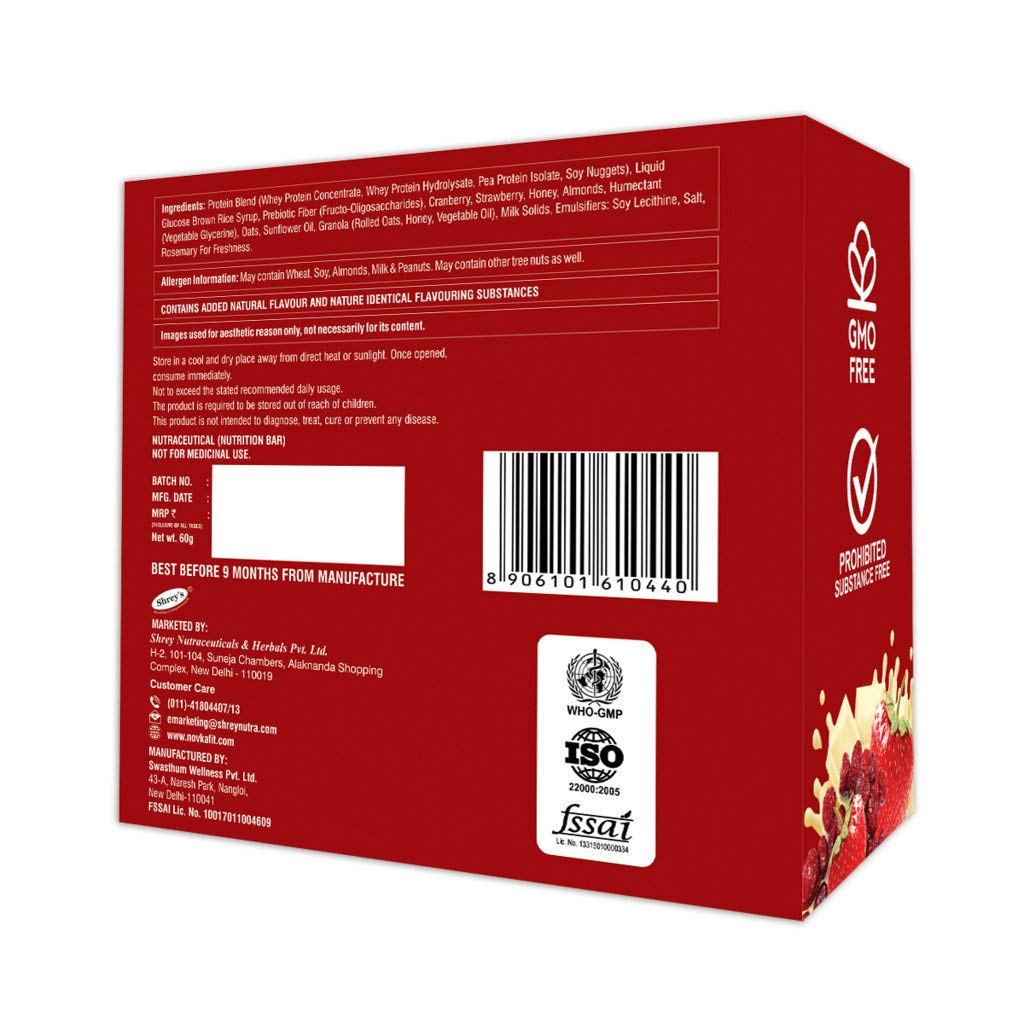 Ingredients: Protein Blend (Whey Protein Concentrate, Whey Protein Hydrolysate, Pea Protein Isolate, Soy Nuggets), Liquid
Glucose Brown Rice Syrup, Prebiotic Fiber (Fructo-Oligosaccharides), Cranberry, Strawberry, Honey, Almonds, Humectant
(Vegetable Glycerine), Oats, Sunflower Oil, Granola (Rolled Oats, Honey, Vegetable Oil), Milk Solids, Emulsifiers: Soy Lecithine, Salt,
Rosemary For Freshness.
Allergen Information: May contain Wheat, Soy, Almonds, Milk & Peanuts. May contain other tree nuts as well.
CONTAINS ADDED NATURAL FLAVOUR AND NATURE IDENTICAL FLAVOURING SUBSTANCES
Images used for aesthetic reason only, not necessarily for its content.
Store in a cool and dry place away from direct heat or sunlight. Once opened,
consume immediately.
Not to exceed the stated recommended daily usage.
The product is required to be stored out of reach of children.
This product is not intended to diagnose, treat, cure or prevent any disease.
NUTRACEUTICAL (NUTRITION BAR)
NOT FOR MEDICINAL USE.
BATCH NO. :
MFG. DATE :
MRP ₹ :
(INCLUSIVE OF ALL TAXES)
Net wt. 60g
BEST BEFORE 9 MONTHS FROM MANUFACTURE
Shrey's
MARKETED BY:
Shrey Nutraceuticals & Herbals Pvt. Ltd.
H-2, 101-104, Suneja Chambers, Alaknanda Shopping
Complex, New Delhi - 110019
Customer Care
(011)-41804407/13
emarketing@shreynutra.com
www.novkafit.com
MANUFACTURED BY:
Swasthum Wellness Pvt. Ltd.
43-A, Naresh Park, Nangloi,
New Delhi-110041
FSSAI Lic. No. 10017011004609
8 906101 610440
WHO-GMP
ISO
22000:2005
fssai
Lic. No. 13315010000334
GMO
FREE
PROHIBITED
SUBSTANCE FREE